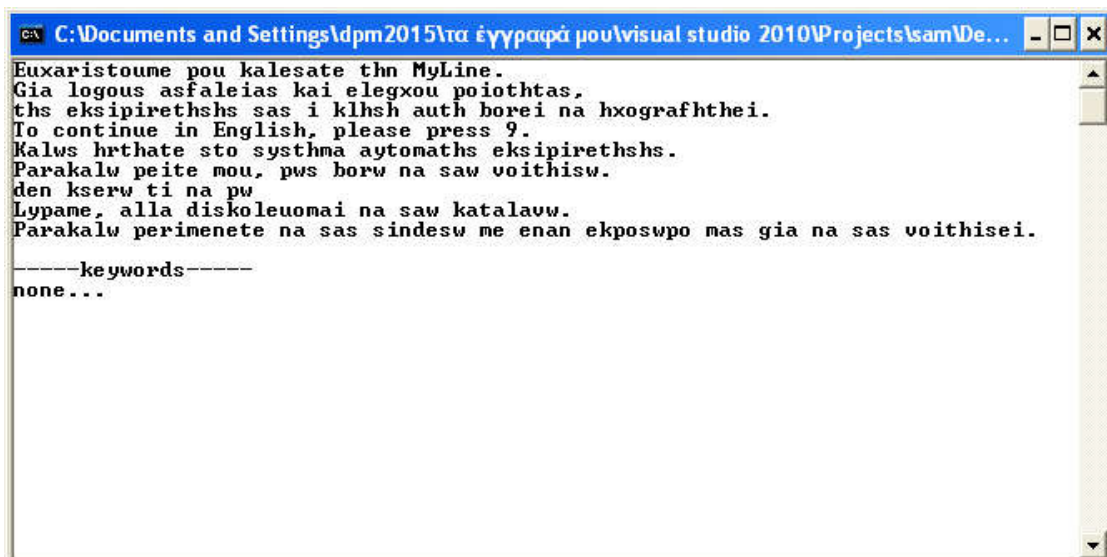 C:\Documents and Settings\dpm2015\τα έγγραφά μου\visual studio 2010\Projects\sam\De...
Euxaristoume pou kalesate thn MyLine.
Gia logous asfaleias kai elegxou poiothtas,
ths eksipirethshs sas i klhsh auth borei na hxografhthei.
To continue in English, please press 9.
Kalws hrthate sto systhma aytomaths eksipirethshs.
Parakalw peite mou, pws borw na saw voithisw.
den kserw ti na pw
Lypame, alla diskoleuomai na saw katalavw.
Parakalw perimenete na sas sindesw me enan ekposwpo mas gia na sas voithisei.
-----keywords-----
none...